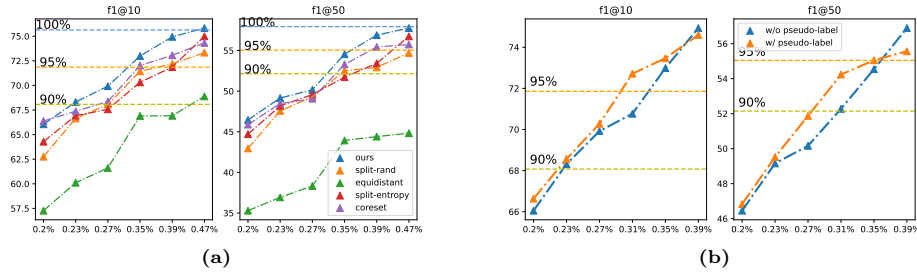 f1@10
100%
95%
90%
75.0
72.5
70.0
67.5
65.0
62.5
60.0
57.5
0.2% 0.23% 0.27% 0.35% 0.39% 0.47%
f1@50
55
50
45
40
35
ours
split-rand
equidistant
split-entropy
coreset
0.2% 0.23% 0.27% 0.35% 0.39% 0.47%
(a)
f1@10
95%
90%
74
72
70
68
66
0.2% 0.23% 0.27% 0.31% 0.35% 0.39%
f1@50
w/o pseudo-label
w/ pseudo-label
95%
90%
56
54
52
50
48
46
0.2% 0.23% 0.27% 0.31% 0.35% 0.39%
(b)